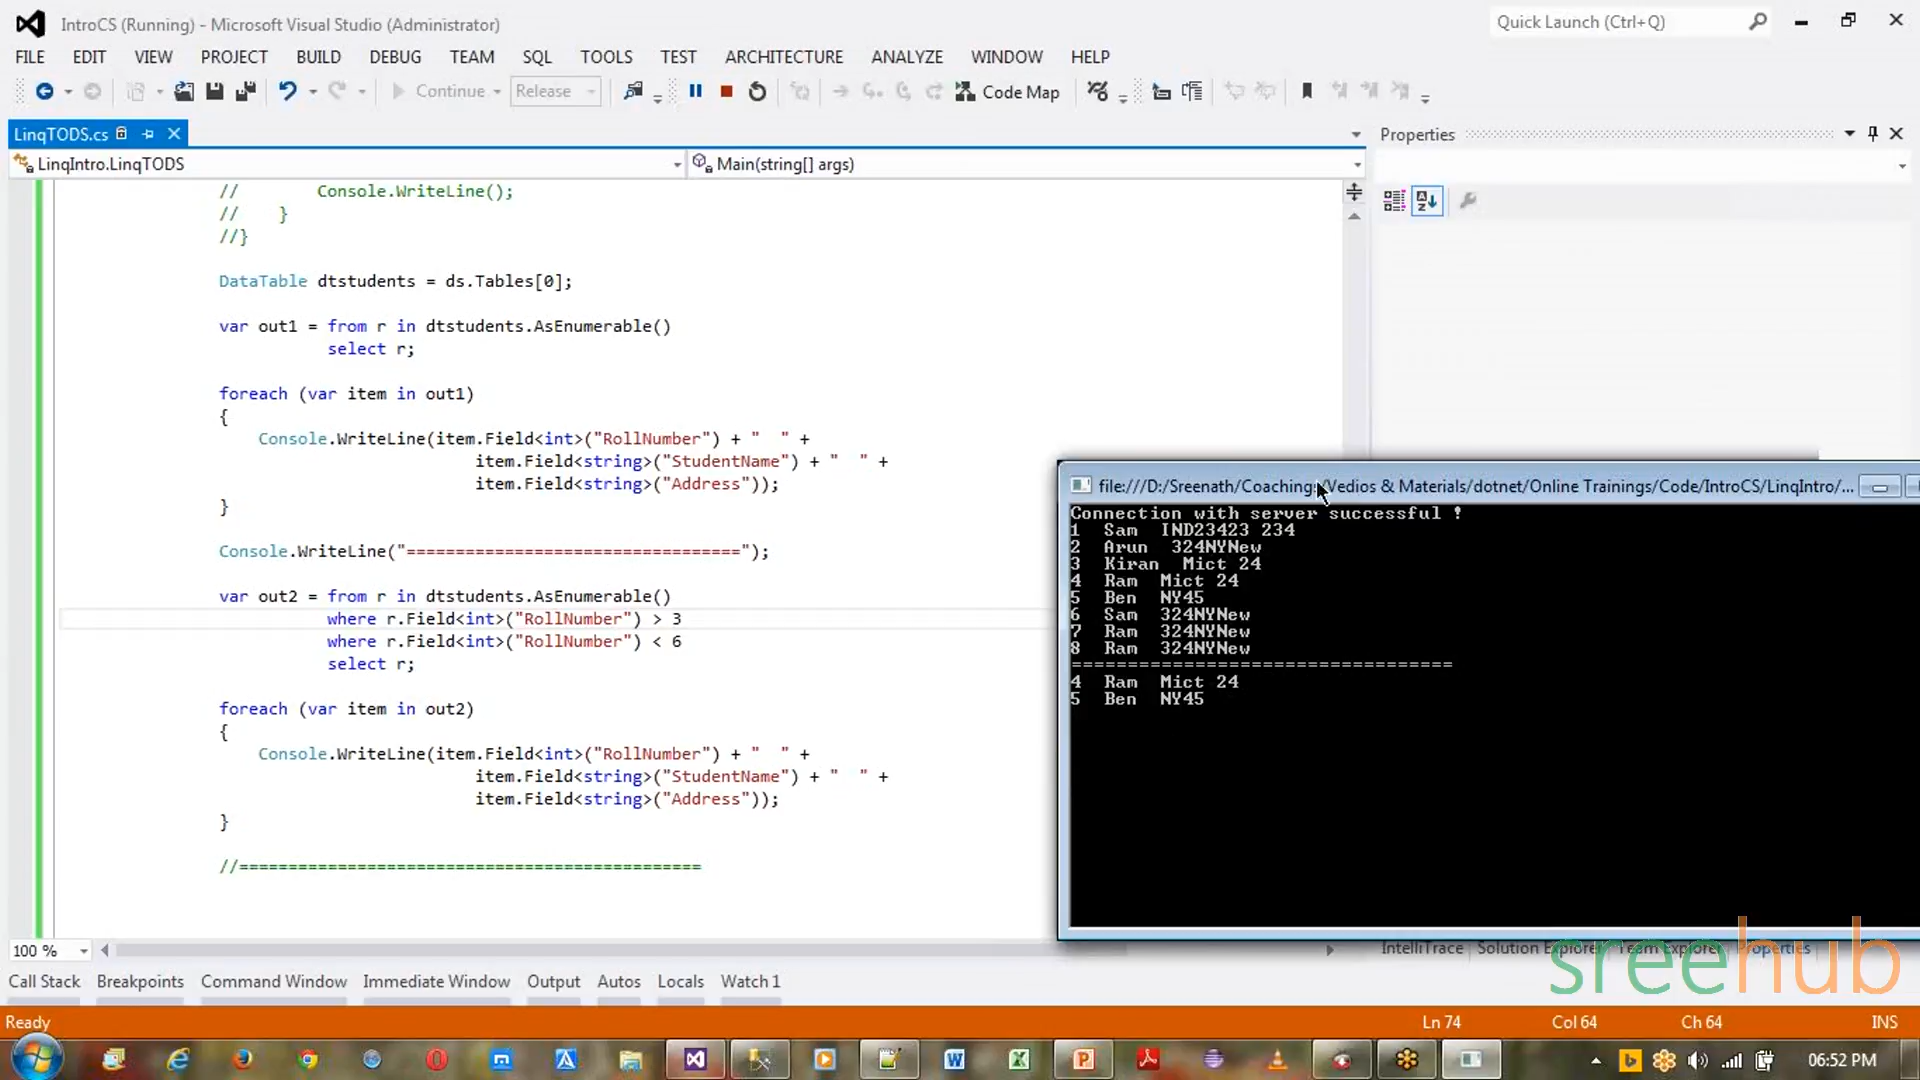 IntroCS (Running) - Microsoft Visual Studio (Administrator)
Quick Launch (Ctrl+Q)
FILE EDIT VIEW PROJECT BUILD DEBUG TEAM SQL TOOLS TEST ARCHITECTURE ANALYZE WINDOW HELP
Continue Release Code Map
LinqTODS.cs
Properties
LinqIntro.LinqTODS Main(string[] args)
//        Console.WriteLine();
//    }
//}
DataTable dtstudents = ds.Tables[0];
var out1 = from r in dtstudents.AsEnumerable()
select r;
foreach (var item in out1)
{
Console.WriteLine(item.Field<int>("RollNumber") + "  " +
item.Field<string>("StudentName") + "  " +
item.Field<string>("Address"));
}
Console.WriteLine("==================================");
var out2 = from r in dtstudents.AsEnumerable()
where r.Field<int>("RollNumber") > 3
where r.Field<int>("RollNumber") < 6
select r;
foreach (var item in out2)
{
Console.WriteLine(item.Field<int>("RollNumber") + "  " +
item.Field<string>("StudentName") + "  " +
item.Field<string>("Address"));
}
//===============================================
file:///D:/Sreenath/Coachings/Vedios & Materials/dotnet/Online Trainings/Code/IntroCS/LinqIntro/...
Connection with server successful !
1  Sam  IND23423 234
2  Arun  324NYNew
3  Kiran  Mict 24
4  Ram  Mict 24
5  Ben  NY45
6  Sam  324NYNew
7  Ram  324NYNew
8  Ram  324NYNew
==================================
4  Ram  Mict 24
5  Ben  NY45
100 %
IntelliTrace Solution Explorer Team Explorer Properties
sreehub
Call Stack Breakpoints Command Window Immediate Window Output Autos Locals Watch 1
Ready Ln 74 Col 64 Ch 64 INS
06:52 PM